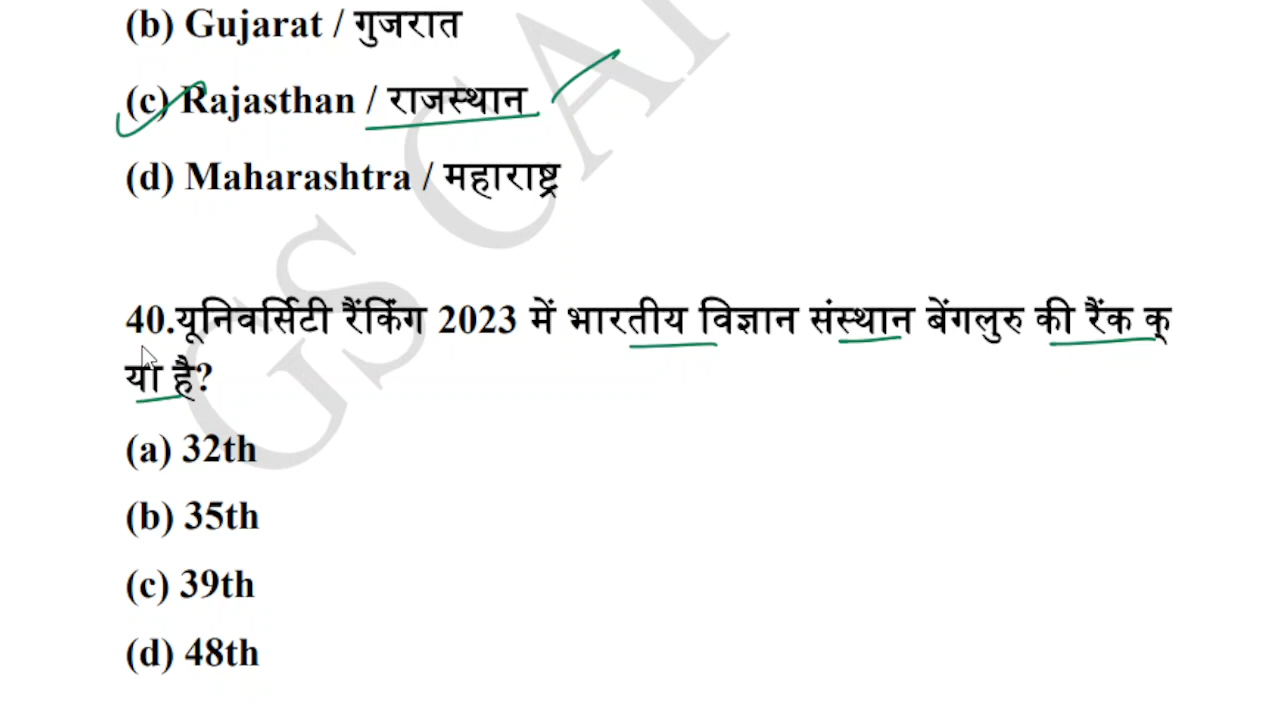 (b) Gujarat / गुजरात
(c) Rajasthan / राजस्थान
(d) Maharashtra / महाराष्ट्र
40.यूनिवर्सिटी रैंकिंग 2023 में भारतीय विज्ञान संस्थान बेंगलुरु की रैंक क्
या है?
(a) 32th
(b) 35th
(c) 39th
(d) 48th